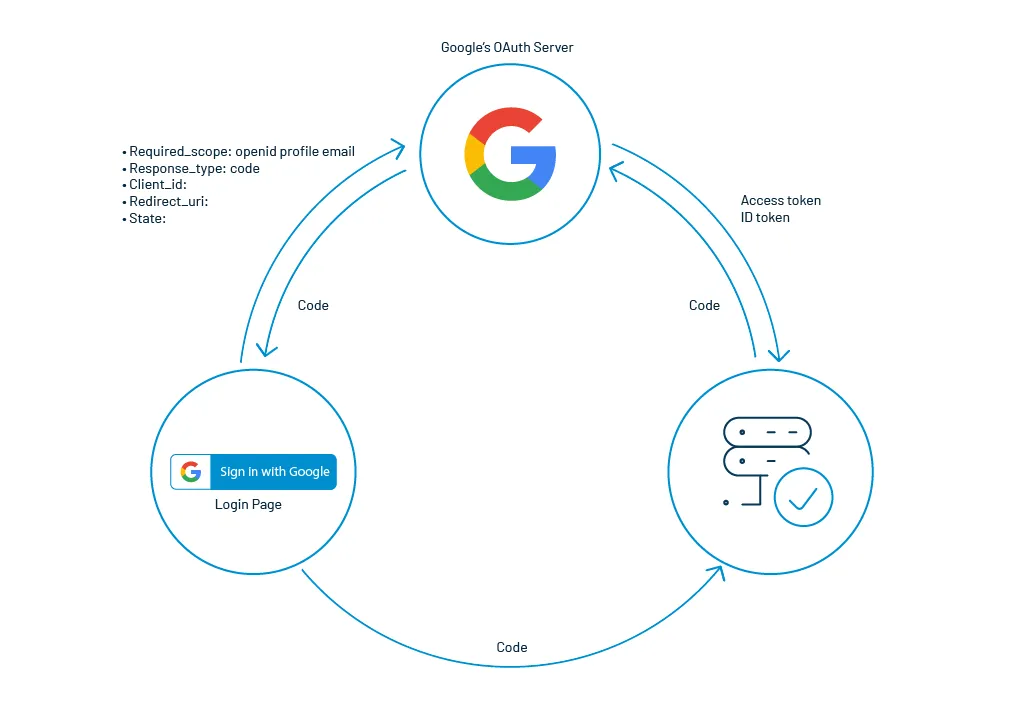 Google's OAuth Server
• Required_scope: openid profile email
• Response_type: code
• Client_id:
• Redirect_uri:
• State:
Access token
ID token
Code
Code
Sign in with Google
Login Page
Code